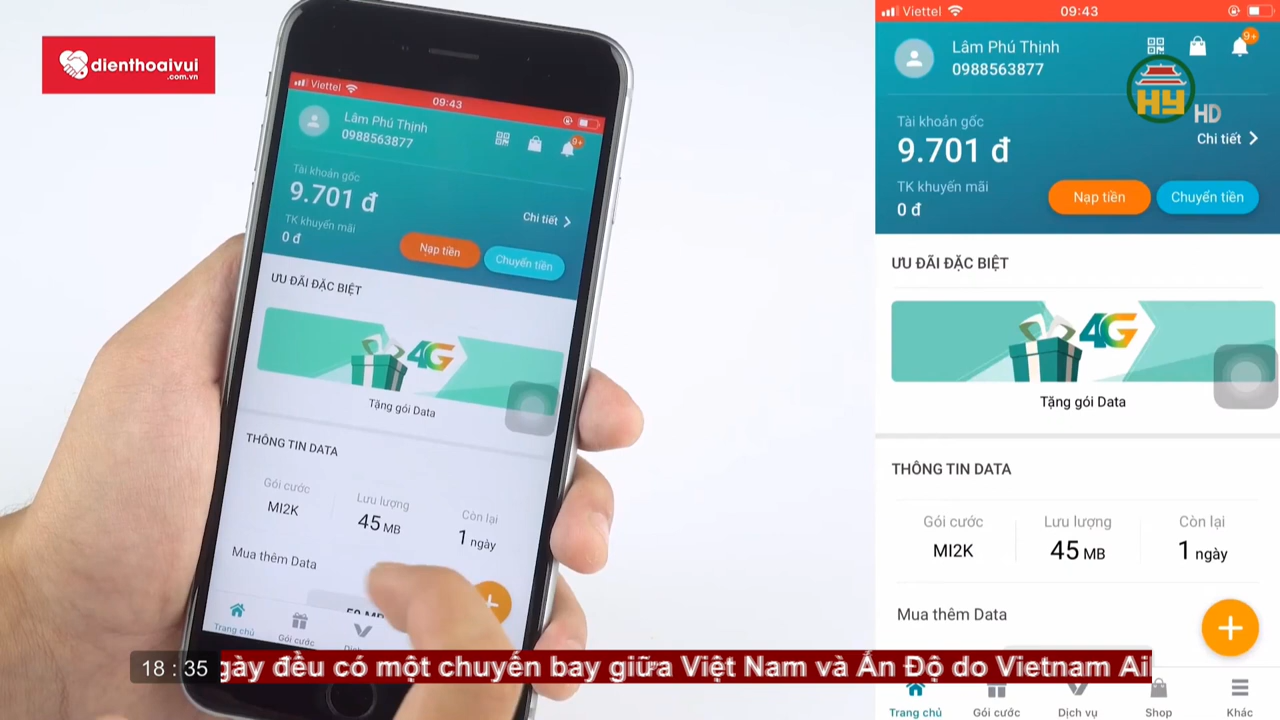 dienthoaivui
.com.vn
Viettel
09:43
Lâm Phú Thịnh
0988563877
9+
Tài khoản gốc
9.701 đ
Chi tiết
TK khuyến mãi
0 đ
Nạp tiền
Chuyển tiền
ƯU ĐÃI ĐẶC BIỆT
4G
Tặng gói Data
THÔNG TIN DATA
Gói cước
Lưu lượng
Còn lại
MI2K
45 MB
1 ngày
Mua thêm Data
50 MB
Trang chủ
Gói cước
Viettel
09:43
Lâm Phú Thịnh
0988563877
9+
HY HD
Tài khoản gốc
9.701 đ
Chi tiết
TK khuyến mãi
0 đ
Nạp tiền
Chuyển tiền
ƯU ĐÃI ĐẶC BIỆT
4G
Tặng gói Data
THÔNG TIN DATA
Gói cước
Lưu lượng
Còn lại
MI2K
45 MB
1 ngày
Mua thêm Data
Trang chủ
Gói cước
Dịch vụ
Shop
Khác
18 : 35
gày đều có một chuyến bay giữa Việt Nam và Ấn Độ do Vietnam Ai